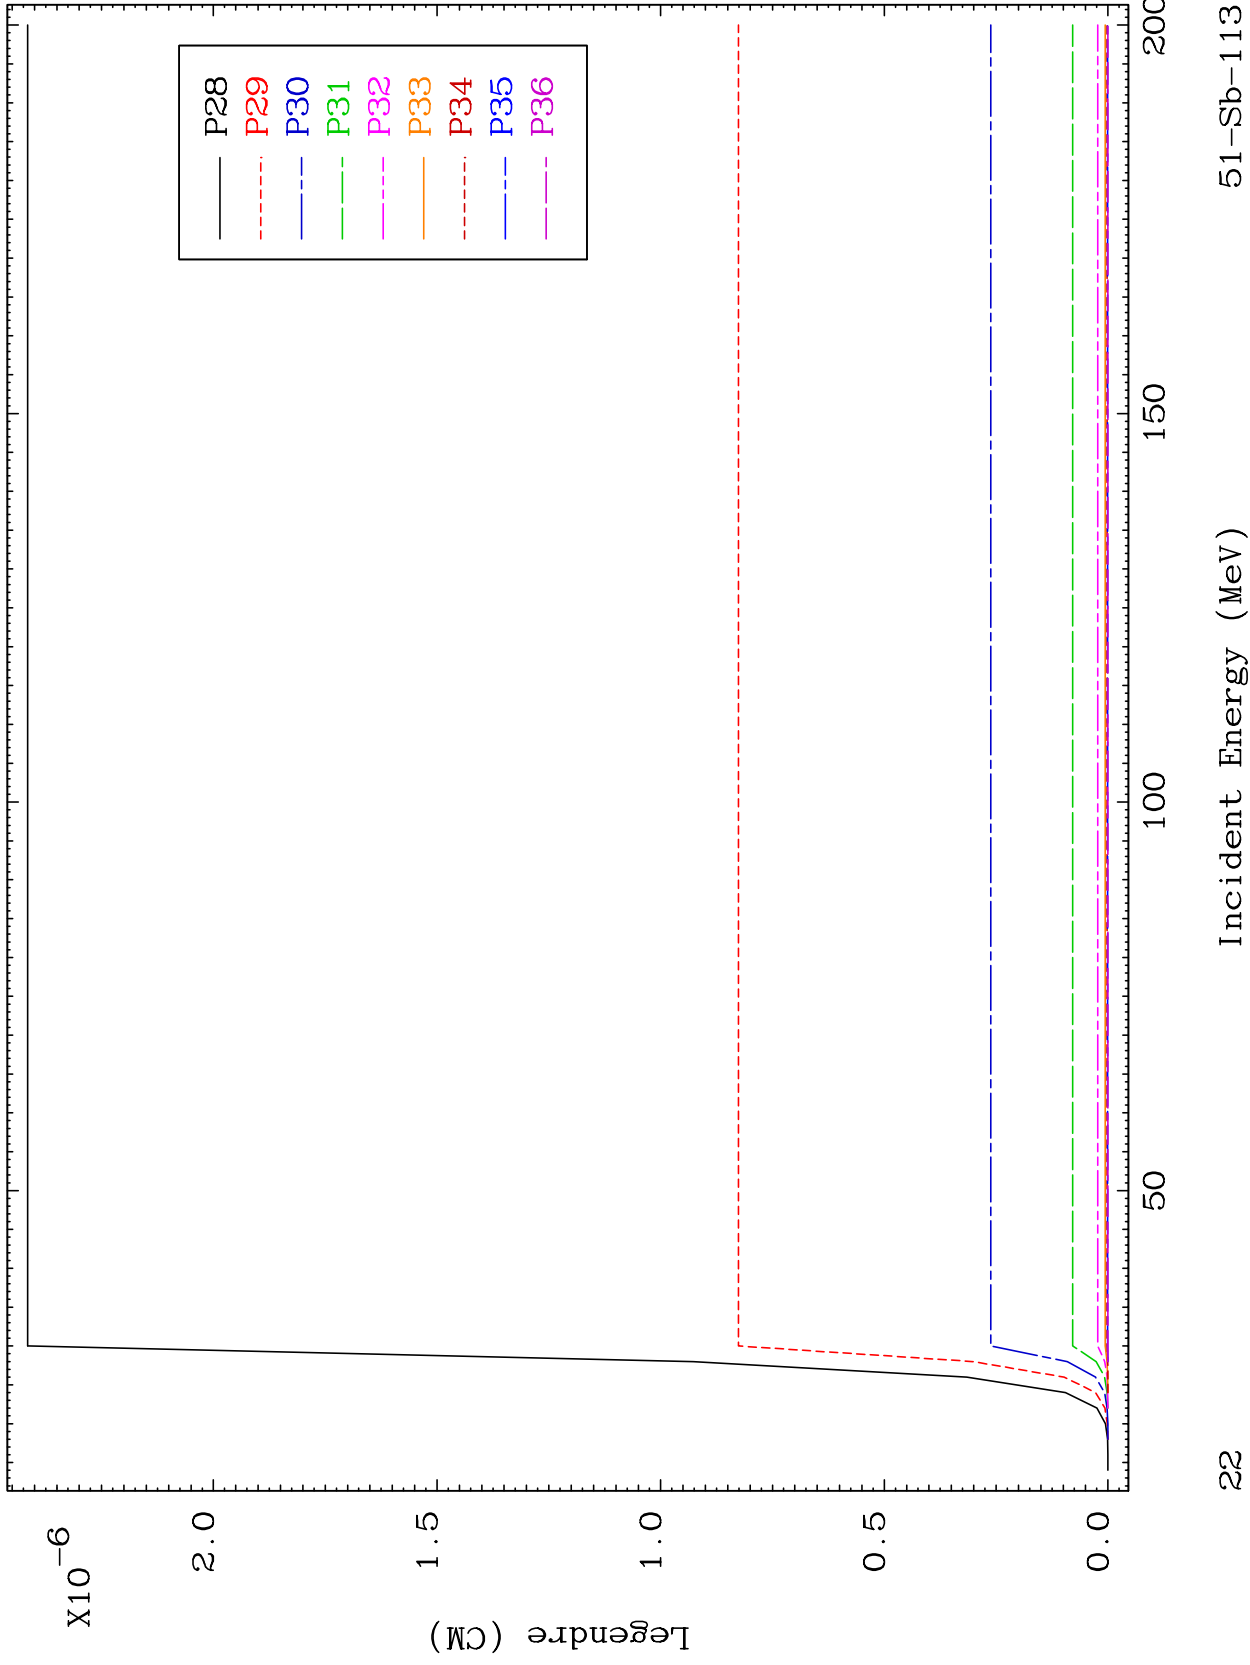 X10-6
2.0
1.5
1.0
0.5
0.0
Legendre (CM)
P28
P29
P30
P31
P32
P33
P34
P35
P36
50
100
150
200
Incident Energy (MeV)
22
51-Sb-113